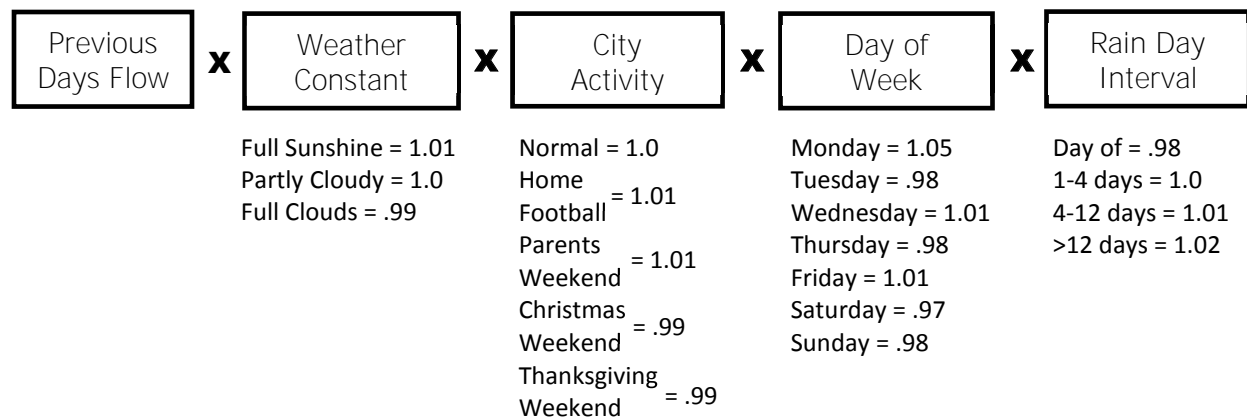 Previous
Days Flow
x
Weather
Constant
x
City
Activity
x
Day of
Week
x
Rain Day
Interval
Full Sunshine = 1.01
Partly Cloudy = 1.0
Full Clouds = .99
Normal = 1.0
Home
Football = 1.01
Parents
Weekend = 1.01
Christmas
Weekend = .99
Thanksgiving
Weekend = .99
Monday = 1.05
Tuesday = .98
Wednesday = 1.01
Thursday = .98
Friday = 1.01
Saturday = .97
Sunday = .98
Day of = .98
1-4 days = 1.0
4-12 days = 1.01
>12 days = 1.02